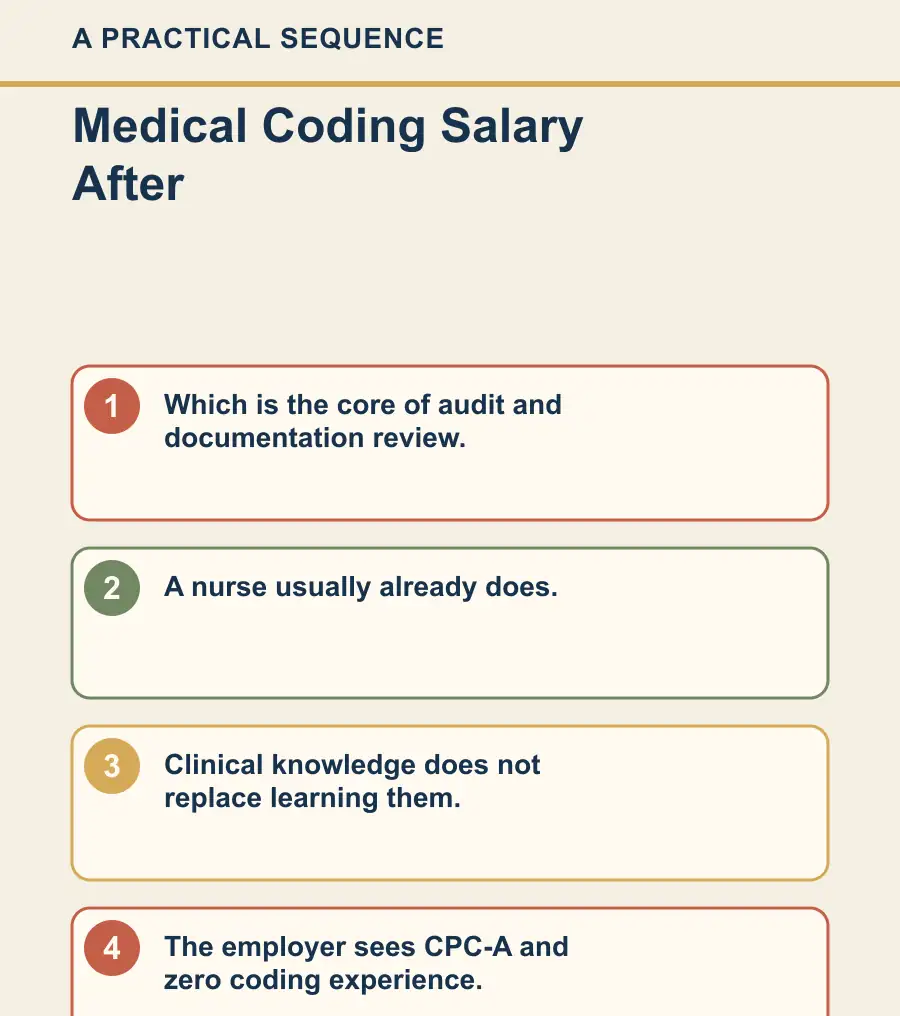 A PRACTICAL SEQUENCE
Medical Coding Salary
After
1
Which is the core of audit and
documentation review.
2
A nurse usually already does.
3
Clinical knowledge does not
replace learning them.
4
The employer sees CPC-A and
zero coding experience.